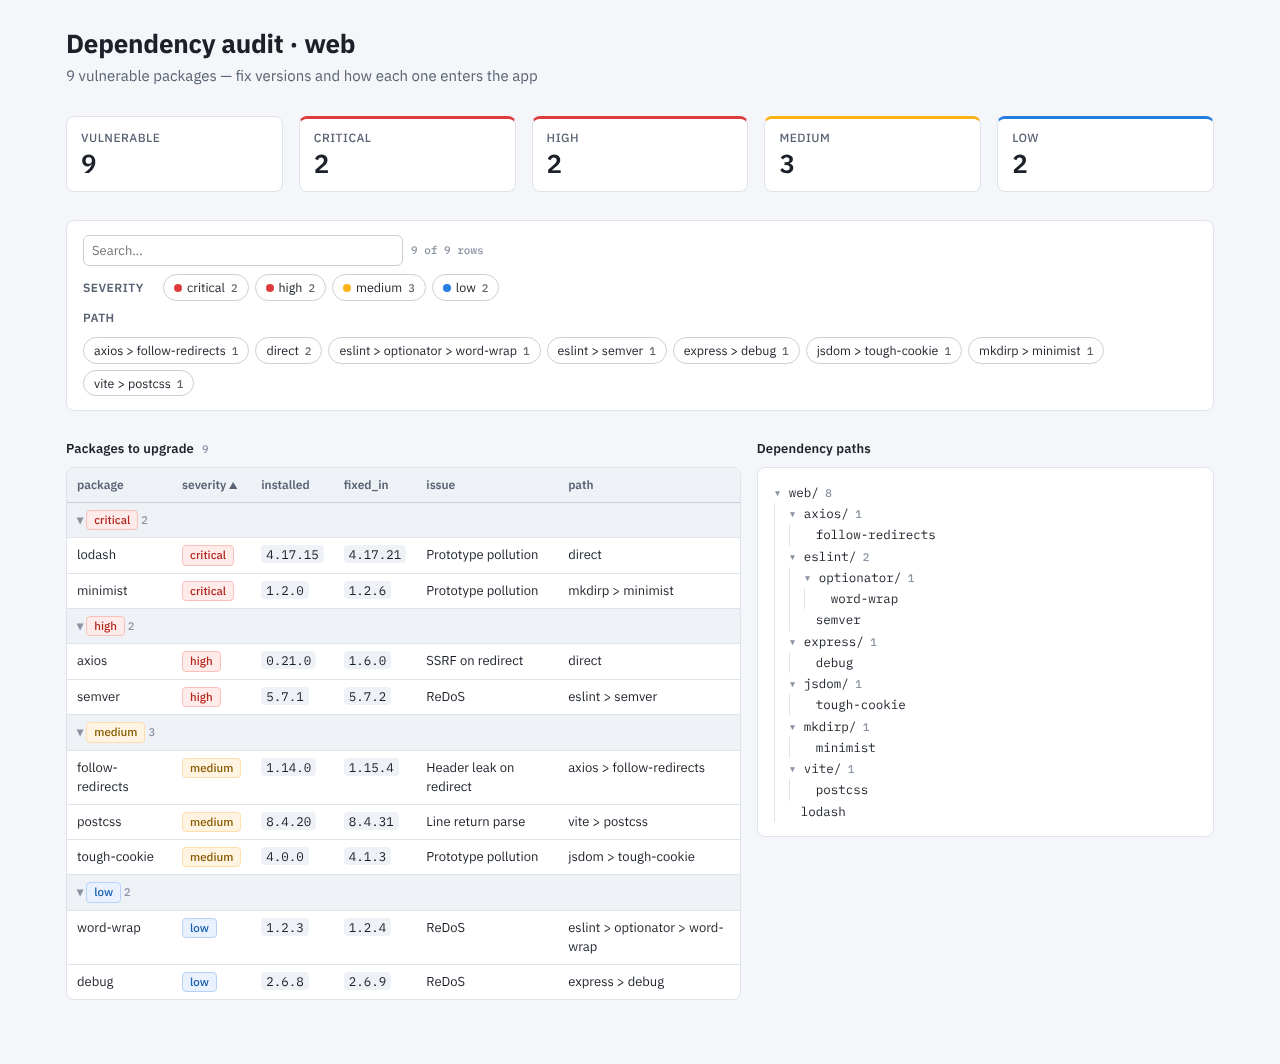 Dependency audit · web
9 vulnerable packages — fix versions and how each one enters the app
VULNERABLE
9
CRITICAL
2
HIGH
2
MEDIUM
3
LOW
2
Search...
9 of 9 rows
SEVERITY critical 2 high 2 medium 3 low 2
PATH
axios > follow-redirects 1 direct 2 eslint > optionator > word-wrap 1 eslint > semver 1 express > debug 1 jsdom > tough-cookie 1 mkdirp > minimist 1
vite > postcss 1
Packages to upgrade 9
package severity ▲ installed fixed_in issue path
▼ critical 2
lodash critical 4.17.15 4.17.21 Prototype pollution direct
minimist critical 1.2.0 1.2.6 Prototype pollution mkdirp > minimist
▼ high 2
axios high 0.21.0 1.6.0 SSRF on redirect direct
semver high 5.7.1 5.7.2 ReDoS eslint > semver
▼ medium 3
follow-
redirects
medium 1.14.0 1.15.4
Header leak on
redirect
axios > follow-redirects
postcss medium 8.4.20 8.4.31 Line return parse vite > postcss
tough-cookie medium 4.0.0 4.1.3 Prototype pollution jsdom > tough-cookie
▼ low 2
word-wrap low 1.2.3 1.2.4 ReDoS
eslint > optionator > word-
wrap
debug low 2.6.8 2.6.9 ReDoS express > debug
Dependency paths
▾ web/ 8
▾ axios/ 1
follow-redirects
▾ eslint/ 2
▾ optionator/ 1
word-wrap
semver
▾ express/ 1
debug
▾ jsdom/ 1
tough-cookie
▾ mkdirp/ 1
minimist
▾ vite/ 1
postcss
lodash